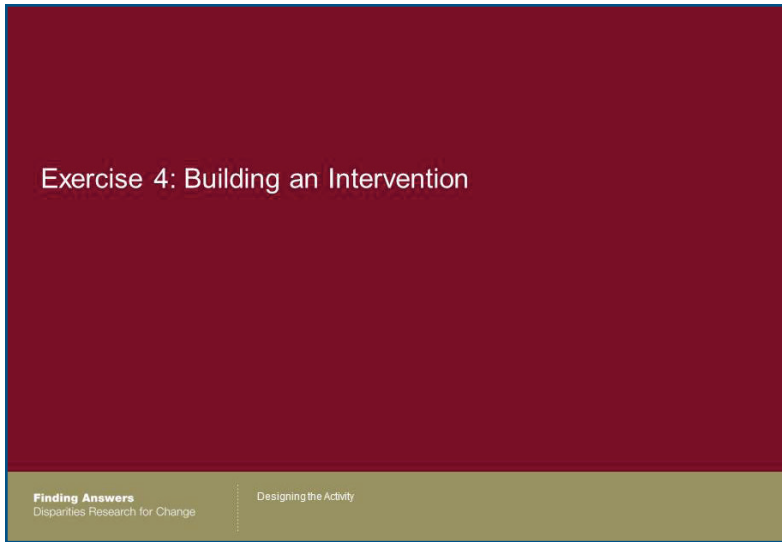 Exercise 4: Building an Intervention
Finding Answers
Disparities Research for Change
Designing the Activity